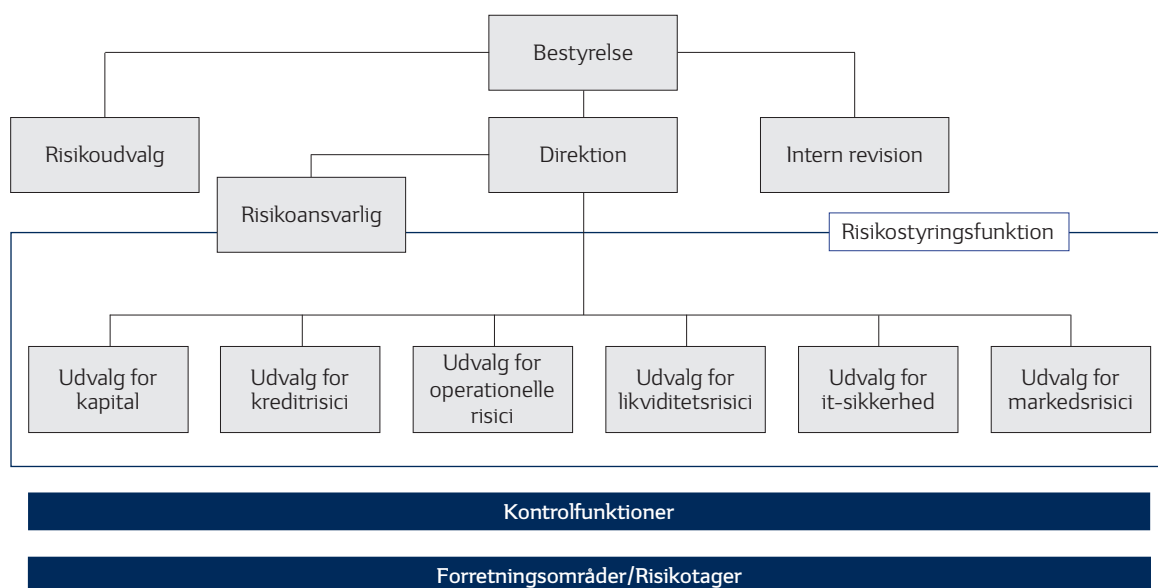 Bestyrelse
Risikoudvalg
Direktion
Intern revision
Risikoansvarlig
Risikostyringsfunktion
Udvalg for
kapital
Udvalg for
kreditrisici
Udvalg for
operationelle
risici
Udvalg for
likviditetsrisici
Udvalg for
it-sikkerhed
Udvalg for
markedsrisici
Kontrolfunktioner
Forretningsområder/Risikotager